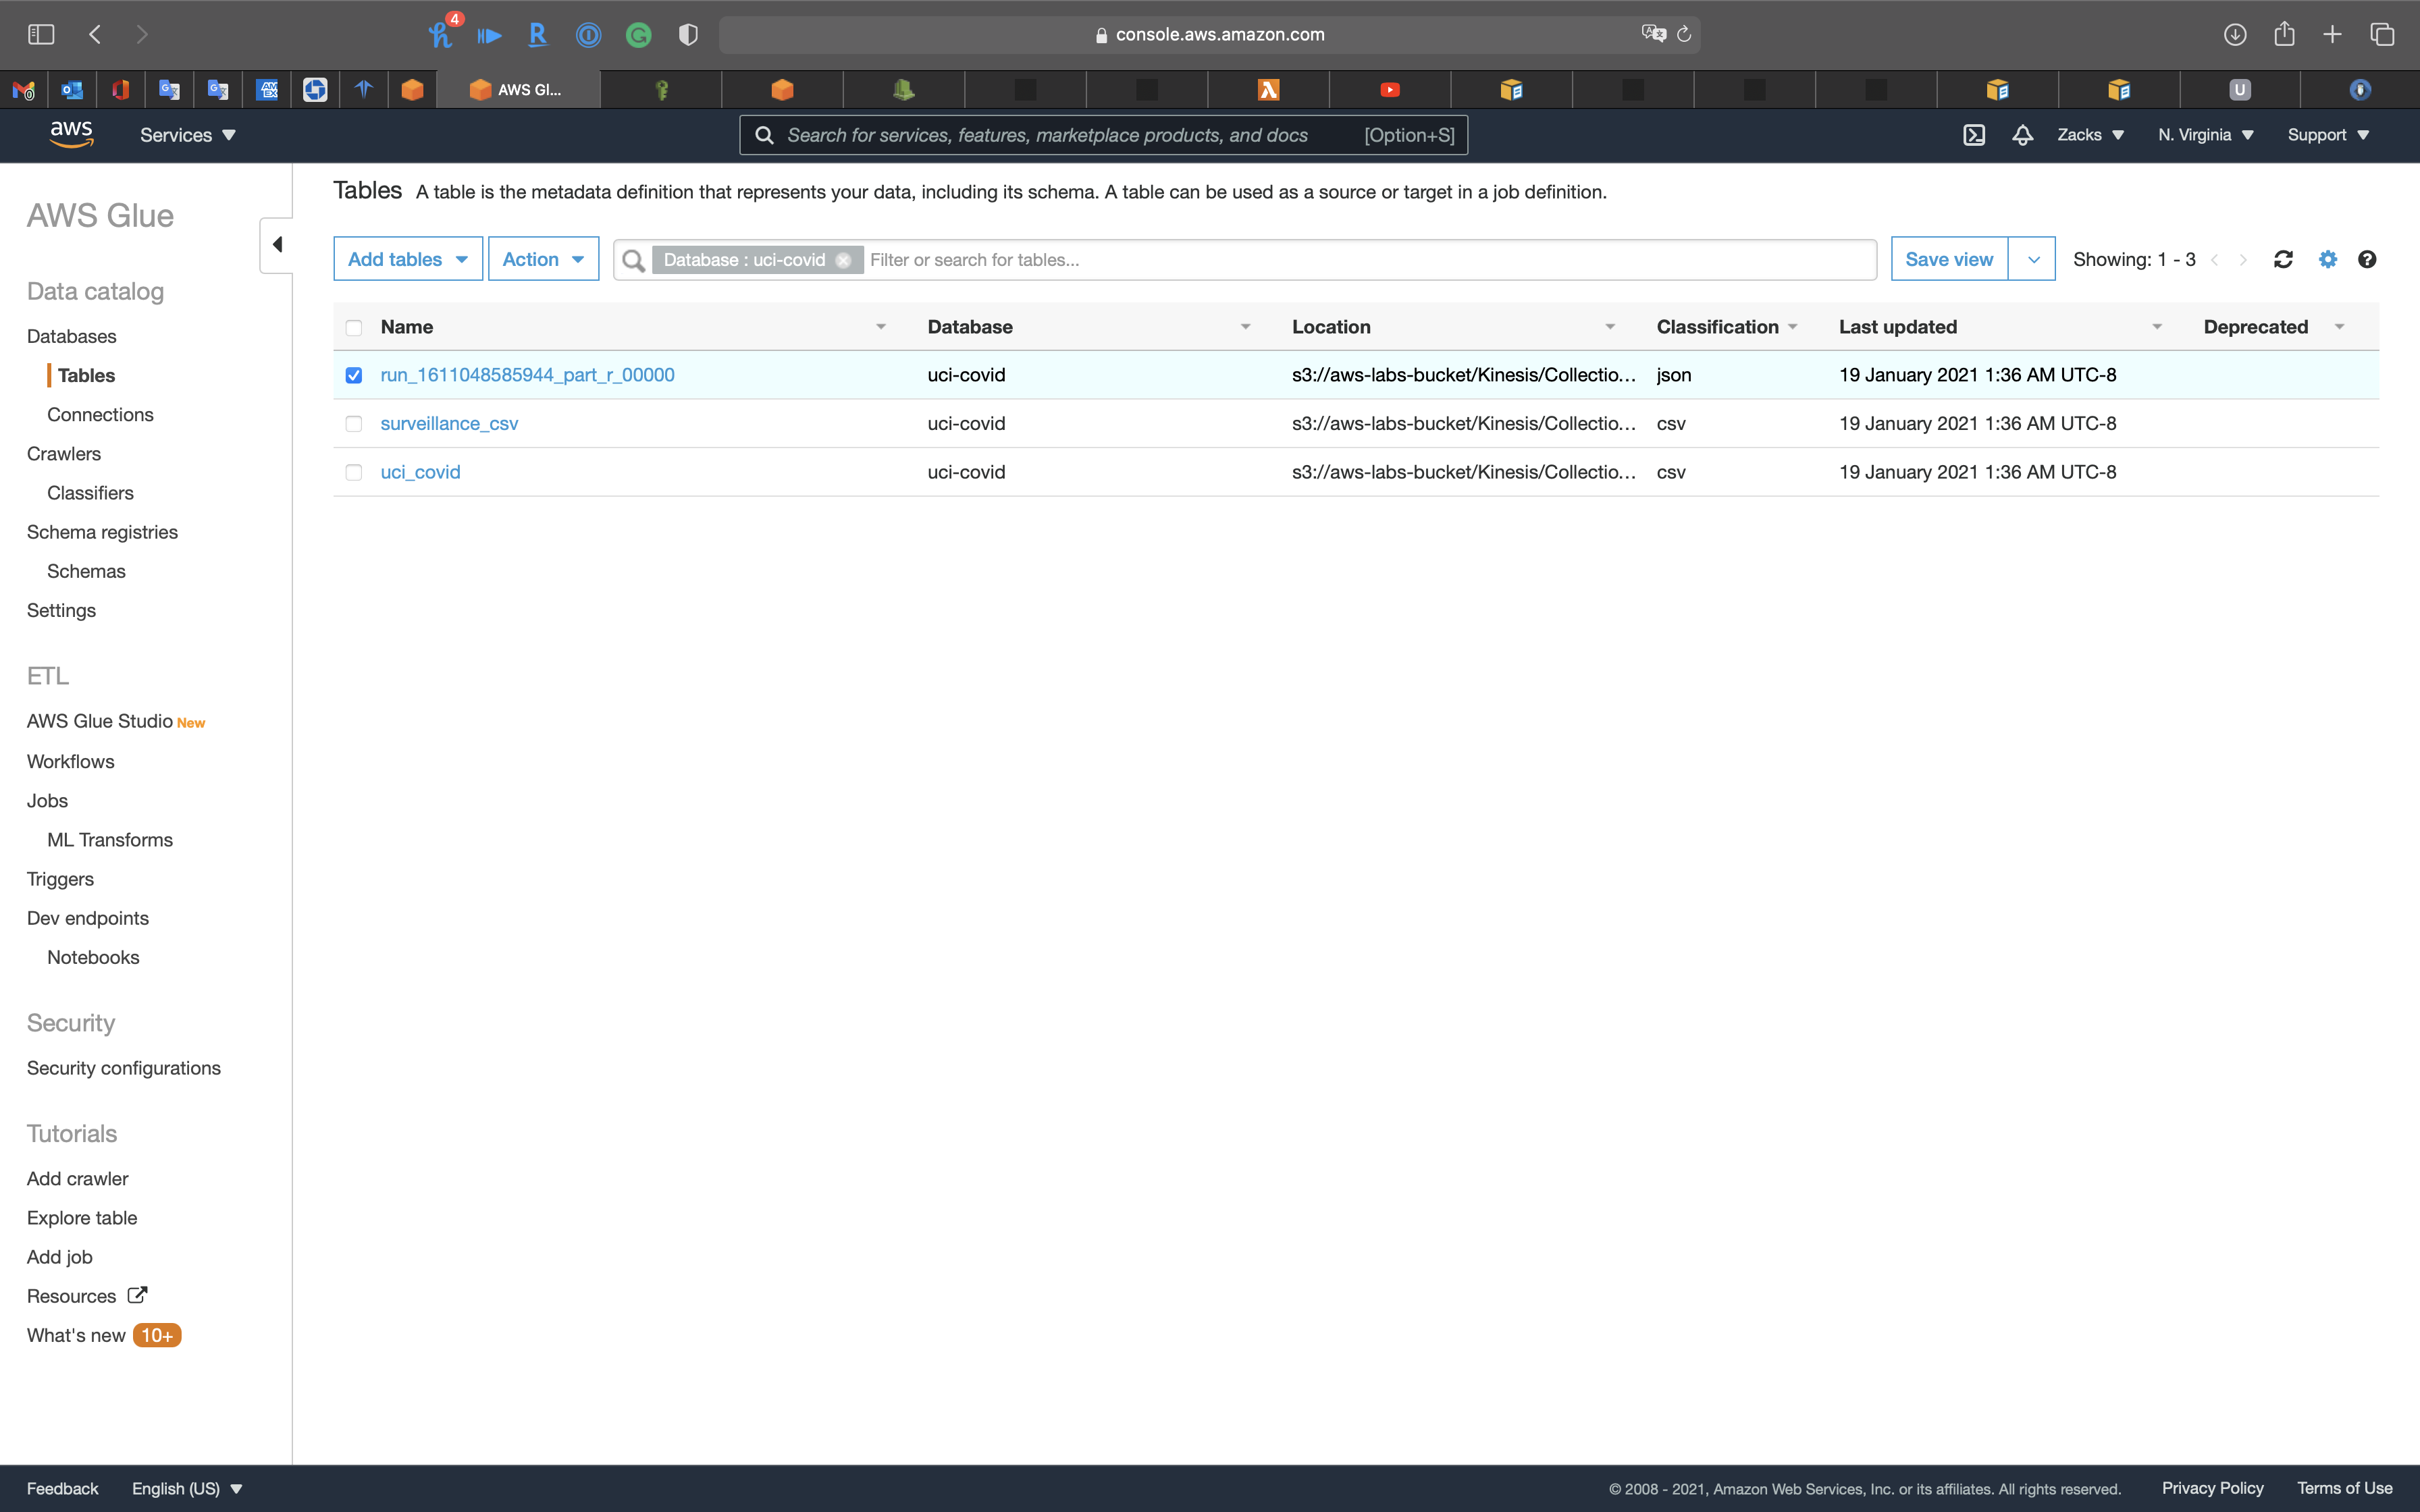 4
console.aws.amazon.com
AWS Gl...
aws
Services
Search for services, features, marketplace products, and docs
[Option+S]
Zacks
N. Virginia
Support
AWS Glue
Data catalog
Databases
Tables
Connections
Crawlers
Classifiers
Schema registries
Schemas
Settings
ETL
AWS Glue Studio New
Workflows
Jobs
ML Transforms
Triggers
Dev endpoints
Notebooks
Security
Security configurations
Tutorials
Add crawler
Explore table
Add job
Resources
What's new 10+
Tables A table is the metadata definition that represents your data, including its schema. A table can be used as a source or target in a job definition.
Add tables
Action
Database : uci-covid
Filter or search for tables...
Save view
Showing: 1 - 3
Name Database Location Classification Last updated Deprecated
run_1611048585944_part_r_00000 uci-covid s3://aws-labs-bucket/Kinesis/Collectio... json 19 January 2021 1:36 AM UTC-8
surveillance_csv uci-covid s3://aws-labs-bucket/Kinesis/Collectio... csv 19 January 2021 1:36 AM UTC-8
uci_covid uci-covid s3://aws-labs-bucket/Kinesis/Collectio... csv 19 January 2021 1:36 AM UTC-8
Feedback
English (US)
© 2008 - 2021, Amazon Web Services, Inc. or its affiliates. All rights reserved.
Privacy Policy
Terms of Use